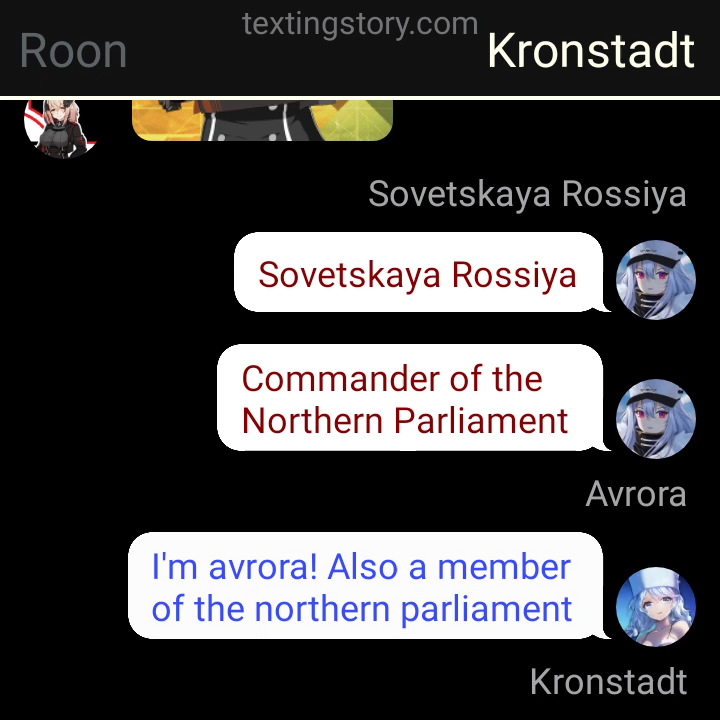 textingstory.com
Roon
Kronstadt
Sovetskaya Rossiya
Sovetskaya Rossiya
Commander of the
Northern Parliament
Avrora
I'm avrora! Also a member
of the northern parliament
Kronstadt